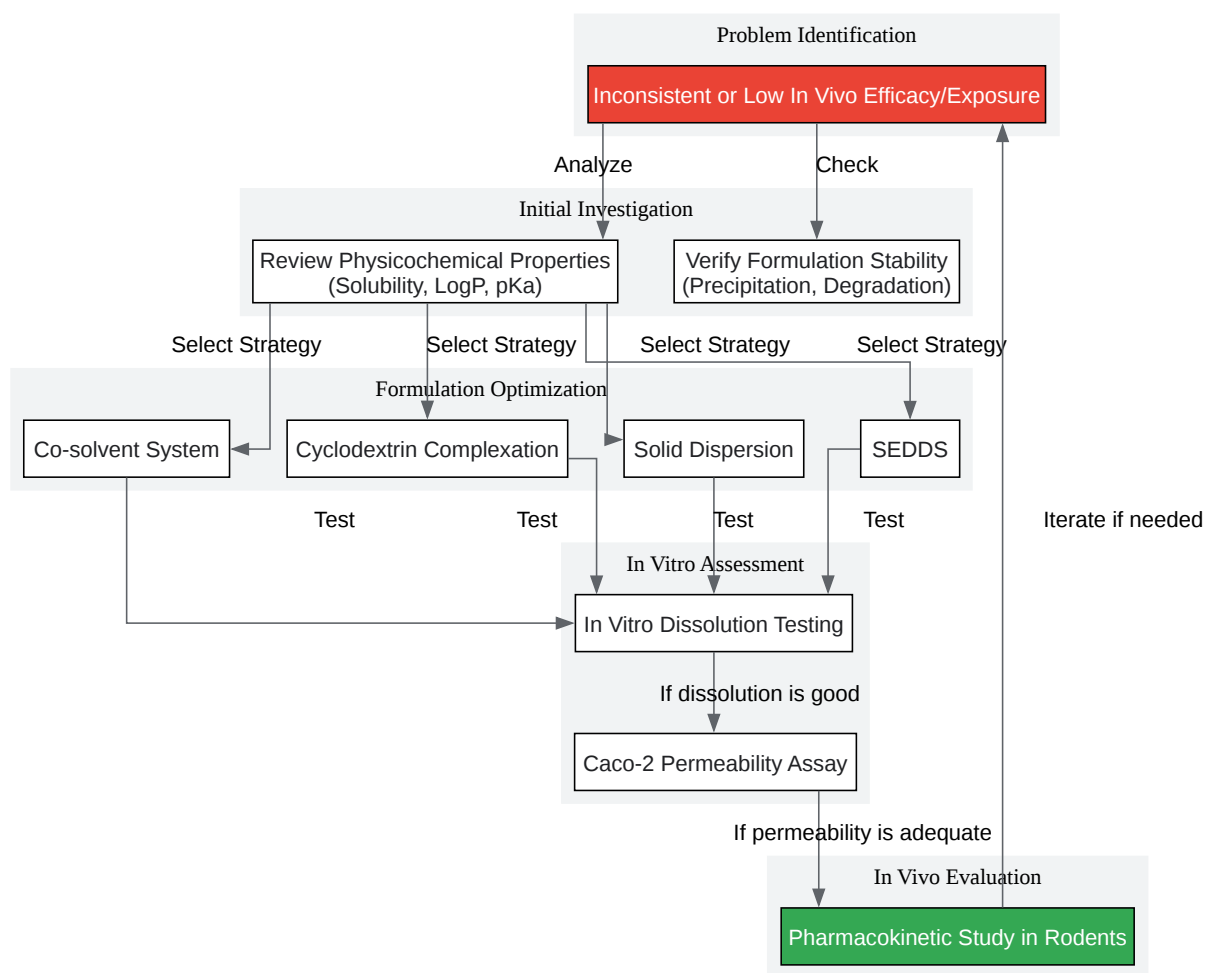 Problem Identification
Inconsistent or Low In Vivo Efficacy/Exposure
Analyze
Check
Initial Investigation
Review Physicochemical Properties
(Solubility, LogP, pKa)
Verify Formulation Stability
(Precipitation, Degradation)
Select Strategy
Select Strategy
Select Strategy
Select Strategy
Formulation Optimization
Co-solvent System
Cyclodextrin Complexation
Solid Dispersion
SEDDS
Test
Test
Test
Test
Iterate if needed
In Vitro Assessment
In Vitro Dissolution Testing
If dissolution is good
Caco-2 Permeability Assay
If permeability is adequate
In Vivo Evaluation
Pharmacokinetic Study in Rodents